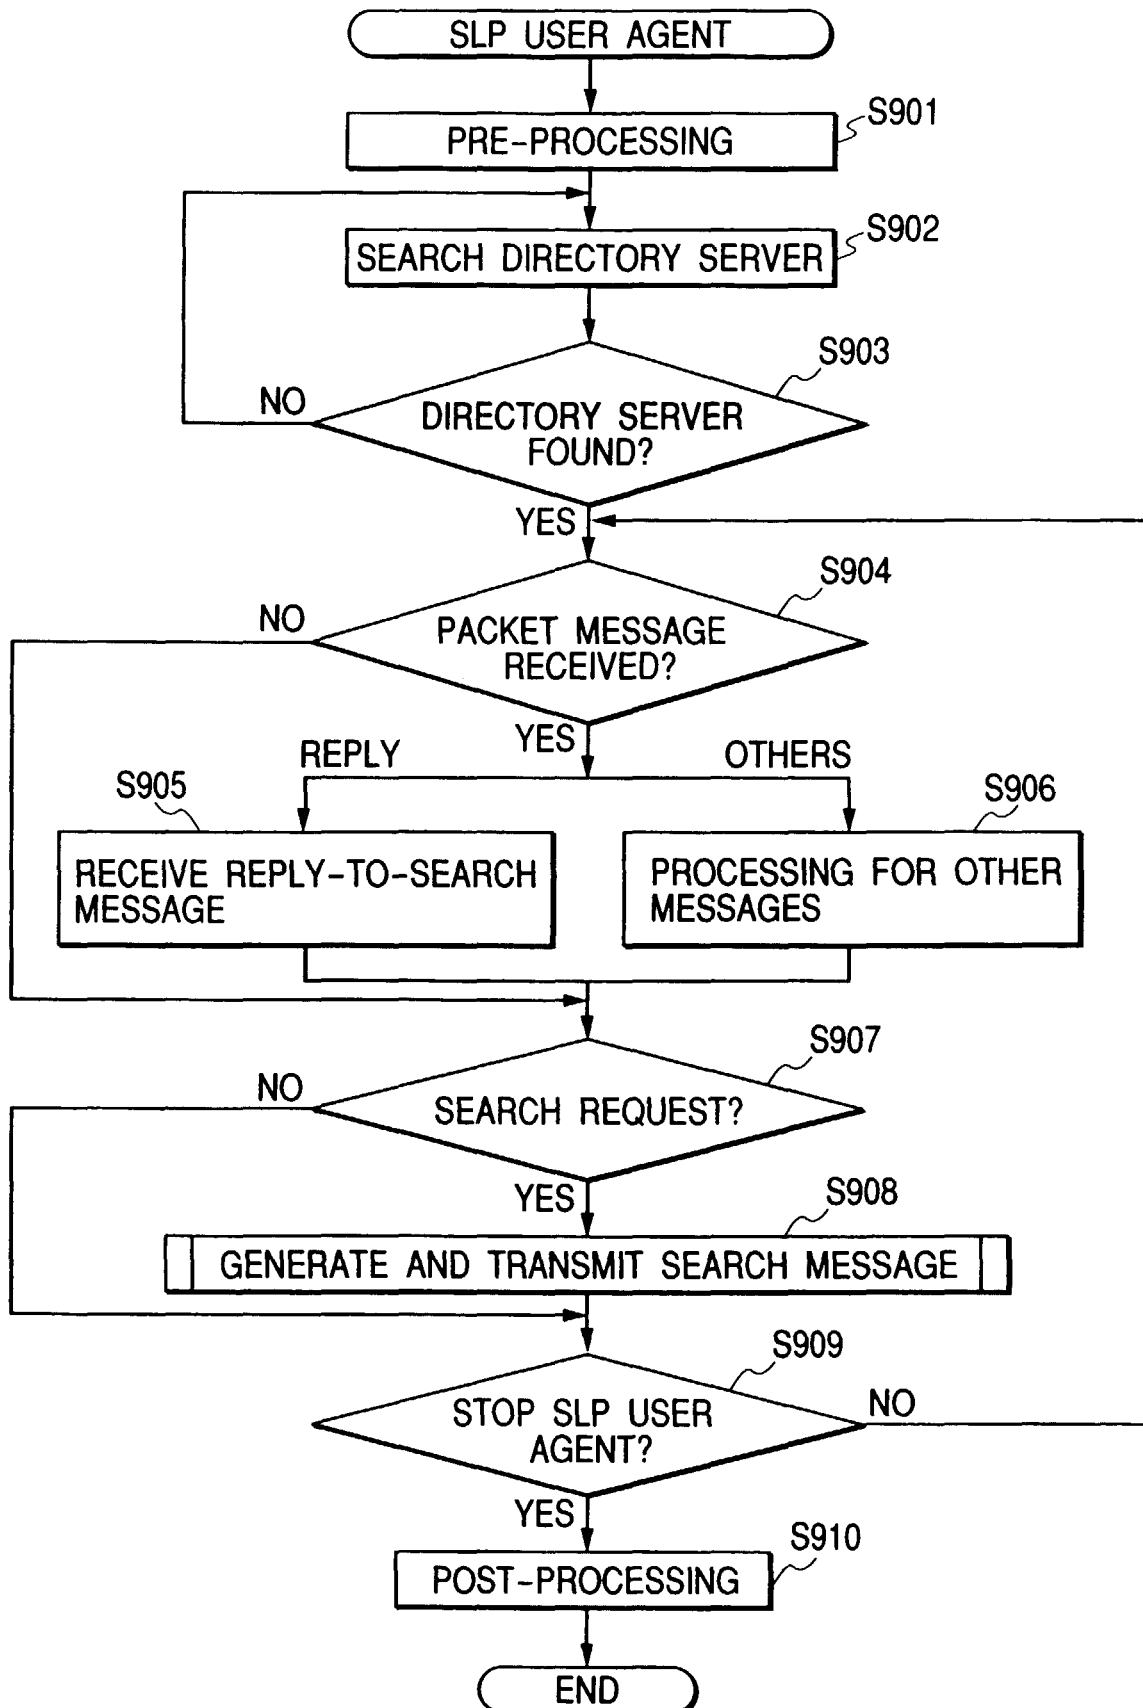 SLP USER AGENT
S901
PRE-PROCESSING
S902
SEARCH DIRECTORY SERVER
S903
NO
DIRECTORY SERVER
FOUND?
YES
S904
NO
PACKET MESSAGE
RECEIVED?
YES
REPLY
OTHERS
S905
S906
RECEIVE REPLY-TO-SEARCH
MESSAGE
PROCESSING FOR OTHER
MESSAGES
S907
NO
SEARCH REQUEST?
YES
S908
GENERATE AND TRANSMIT SEARCH MESSAGE
S909
STOP SLP USER
AGENT?
NO
YES
S910
POST-PROCESSING
END